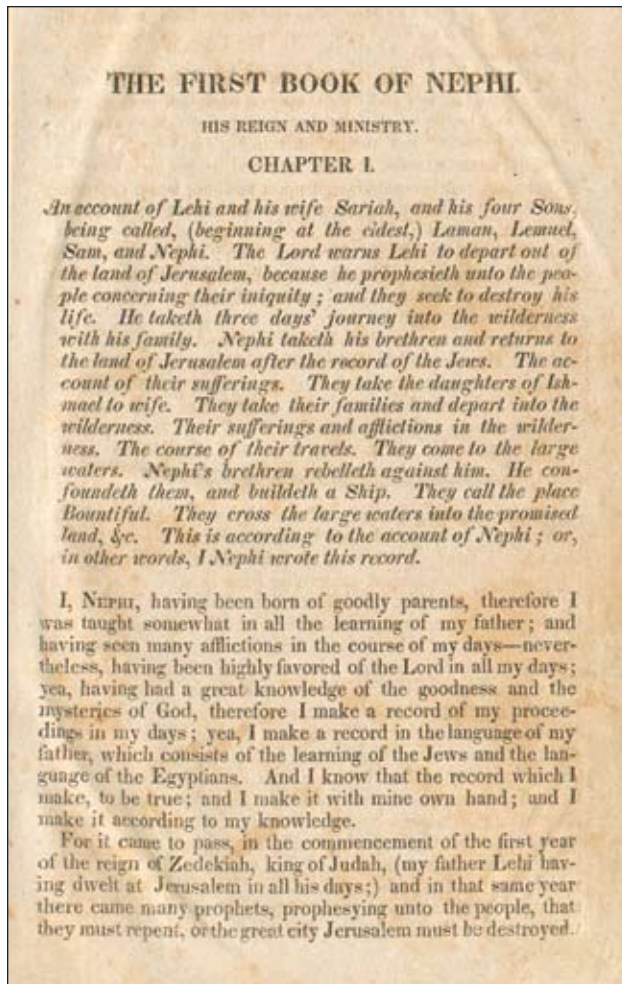 THE FIRST BOOK OF NEPHI.
HIS REIGN AND MINISTRY.
CHAPTER I.
An account of Lehi and his wife Sariah, and his four Sons,
being called, (beginning at the eldest,) Laman, Lemuel,
Sam, and Nephi. The Lord warns Lehi to depart out of
the land of Jerusalem, because he prophesieth unto the peo-
ple concerning their iniquity; and they seek to destroy his
life. He taketh three days' journey into the wilderness
with his family. Nephi taketh his brethren and returns to
the land of Jerusalem after the record of the Jews. The ac-
count of their sufferings. They take the daughters of Ish-
mael to wife. They take their families and depart into the
wilderness. Their sufferings and afflictions in the wilder-
ness. The course of their travels. They come to the large
waters. Nephi's brethren rebelleth against him. He con-
foundeth them, and buildeth a Ship. They call the place
Bountiful. They cross the large waters into the promised
land, &c. This is according to the account of Nephi; or,
in other words, I Nephi wrote this record.
I, NEPHI, having been born of goodly parents, therefore I
was taught somewhat in all the learning of my father; and
having seen many afflictions in the course of my days—never-
theless, having been highly favored of the Lord in all my days;
yea, having had a great knowledge of the goodness and the
mysteries of God, therefore I make a record of my procee-
dings in my days; yea, I make a record in the language of my
father, which consists of the learning of the Jews and the lan-
guage of the Egyptians. And I know that the record which I
make, to be true; and I make it with mine own hand; and I
make it according to my knowledge.
For it came to pass, in the commencement of the first year
of the reign of Zedekiah, king of Judah, (my father Lehi hav-
ing dwelt at Jerusalem in all his days;) and in that same year
there came many prophets, prophesying unto the people, that
they must repent, or the great city Jerusalem must be destroyed.